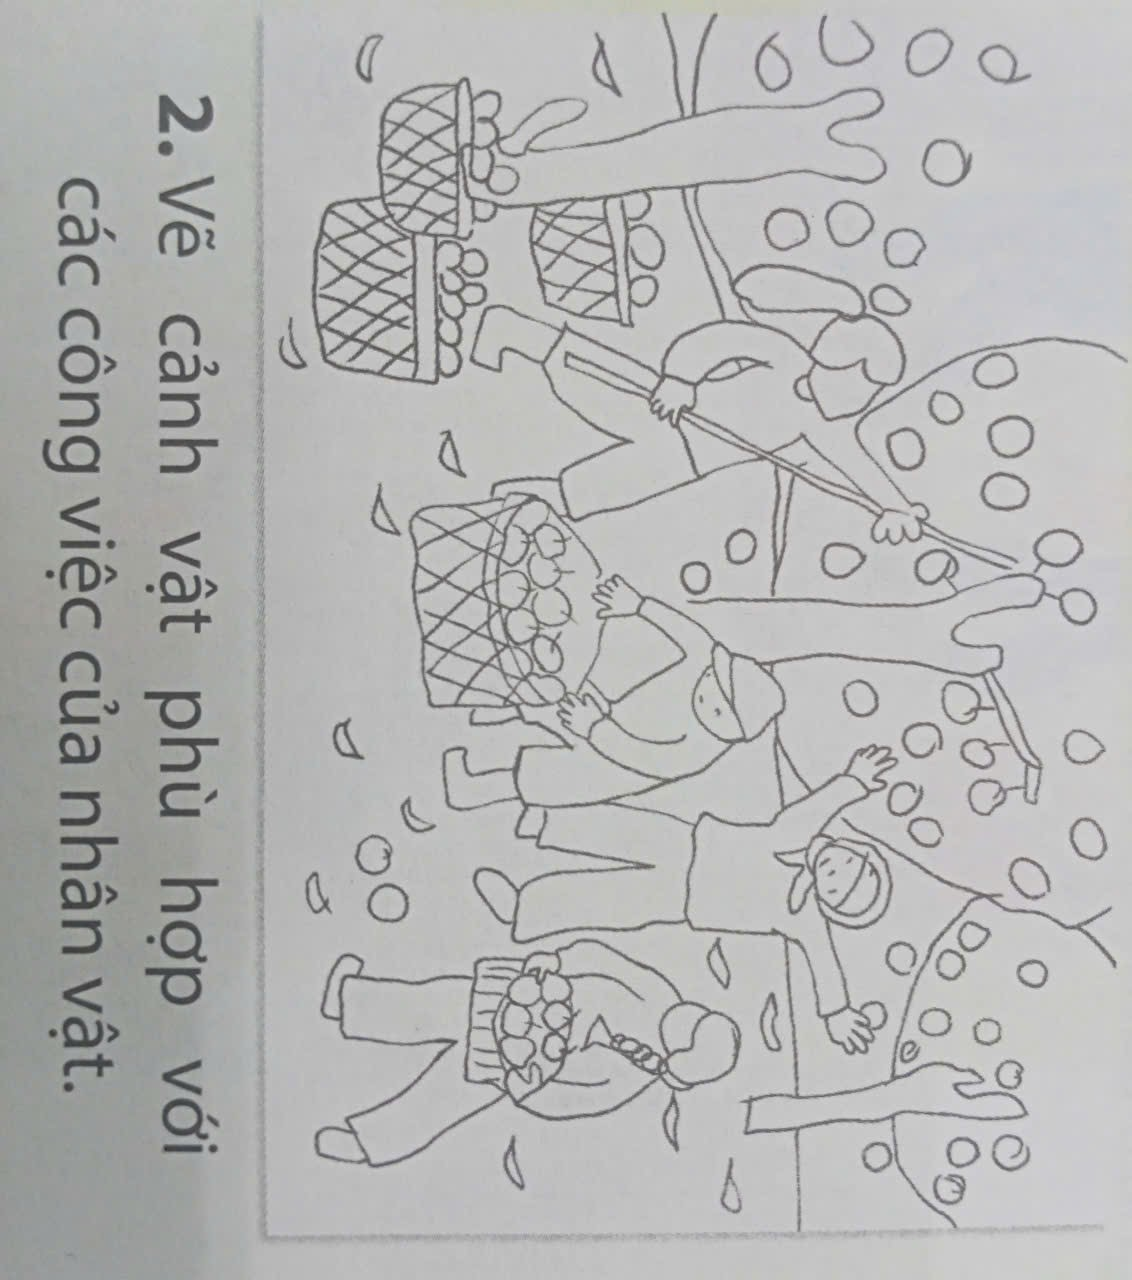 2. Vẽ cảnh vật phù hợp với
các công việc của nhân vật.